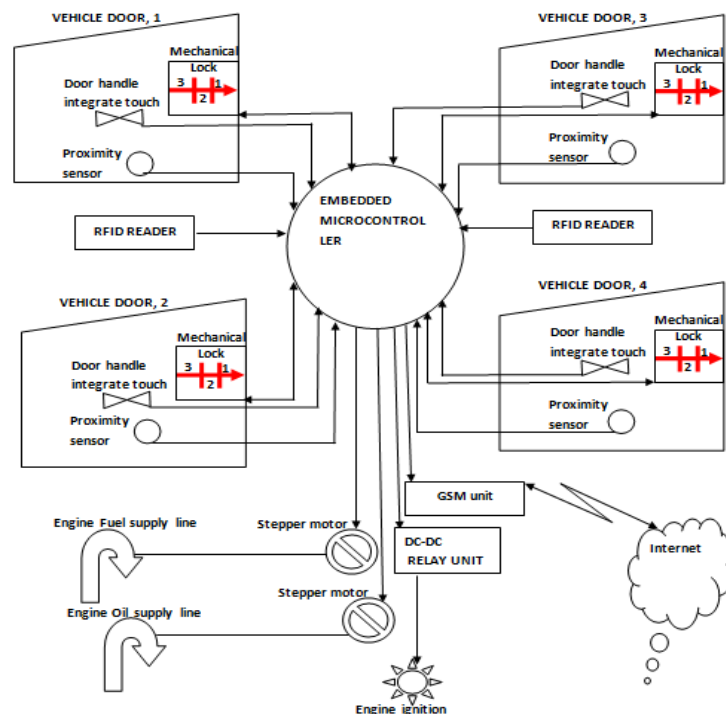 VEHICLE DOOR, 1
Mechanical
Lock
3 1
2
Door handle
integrate touch
Proximity
sensor
VEHICLE DOOR, 3
Mechanical
Lock
3 1
2
Door handle
integrate touch
Proximity
sensor
EMBEDDED
MICROCONTROL
LER
RFID READER
RFID READER
VEHICLE DOOR, 2
Mechanical
Lock
3 1
2
Door handle
integrate touch
Proximity
sensor
VEHICLE DOOR, 4
Mechanical
Lock
3 1
2
Door handle
integrate touch
Proximity
sensor
GSM unit
Engine Fuel supply line
Stepper motor
DC-DC
RELAY UNIT
Internet
Stepper motor
Engine Oil supply line
Engine ignition